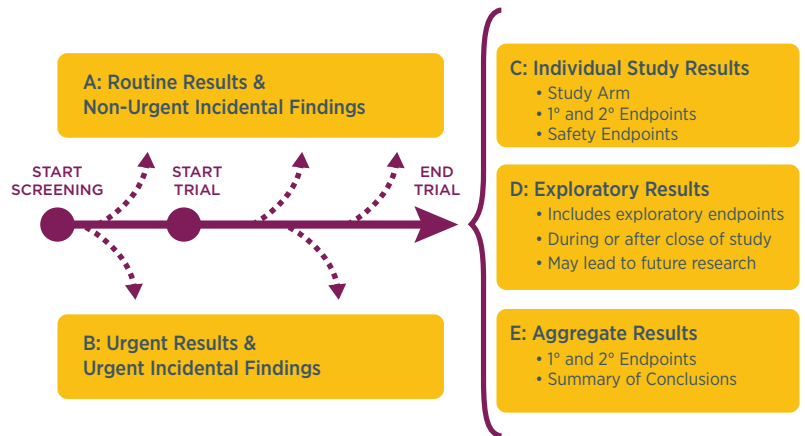 A: Routine Results &
Non-Urgent Incidental Findings
START
SCREENING
START
TRIAL
END
TRIAL
B: Urgent Results &
Urgent Incidental Findings
C: Individual Study Results
• Study Arm
• 1° and 2° Endpoints
• Safety Endpoints
D: Exploratory Results
• Includes exploratory endpoints
• During or after close of study
• May lead to future research
E: Aggregate Results
• 1° and 2° Endpoints
• Summary of Conclusions